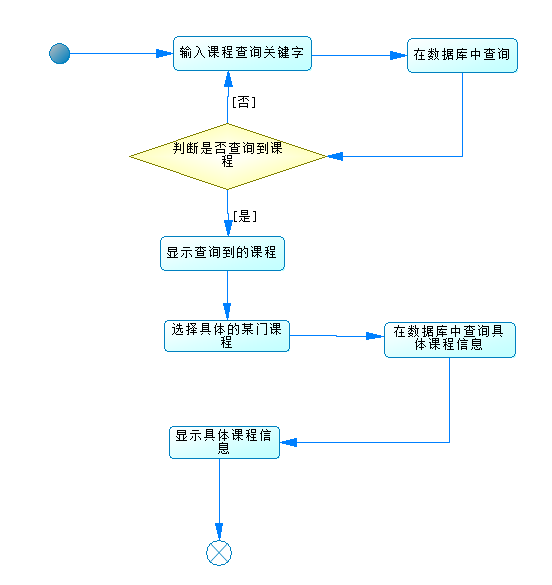 输入课程查询关键字
在数据库中查询
[否]
判断是否查询到课
程
[是]
显示查询到的课程
选择具体的某门课
程
在数据库中查询具
体课程信息
显示具体课程信
息